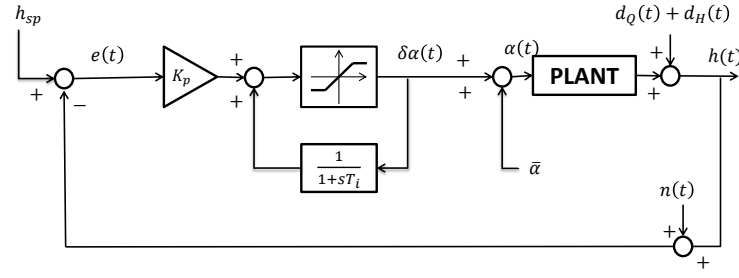 h_sp
d_Q(t) + d_H(t)
e(t)
K_p
δα(t)
α(t)
PLANT
h(t)
+
−
+
+
+
+
+
+
1
1+sT_i
ᾱ
n(t)
+
+